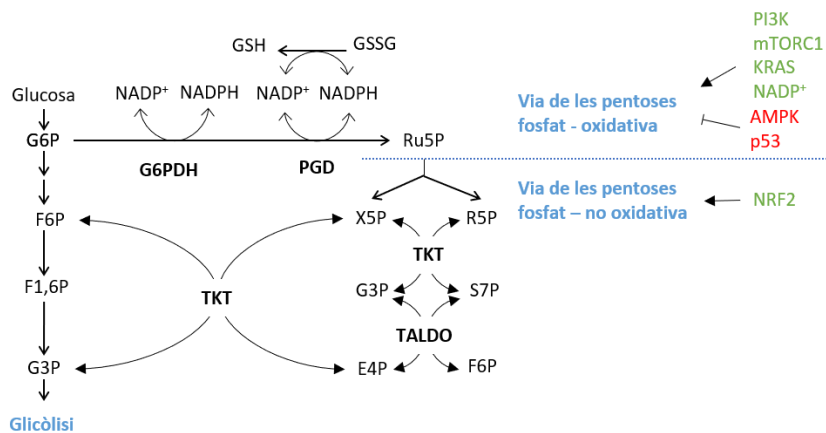 GSH GSSG
PI3K
mTORC1
KRAS
NADP⁺
AMPK
p53
Glucosa
NADP⁺ NADPH NADP⁺ NADPH
Via de les pentoses
fosfat - oxidativa
G6P
Ru5P
G6PDH PGD
Via de les pentoses
fosfat – no oxidativa
NRF2
F6P
X5P R5P
TKT
F1,6P
TKT
G3P S7P
TALDO
G3P
E4P F6P
Glicòlisi